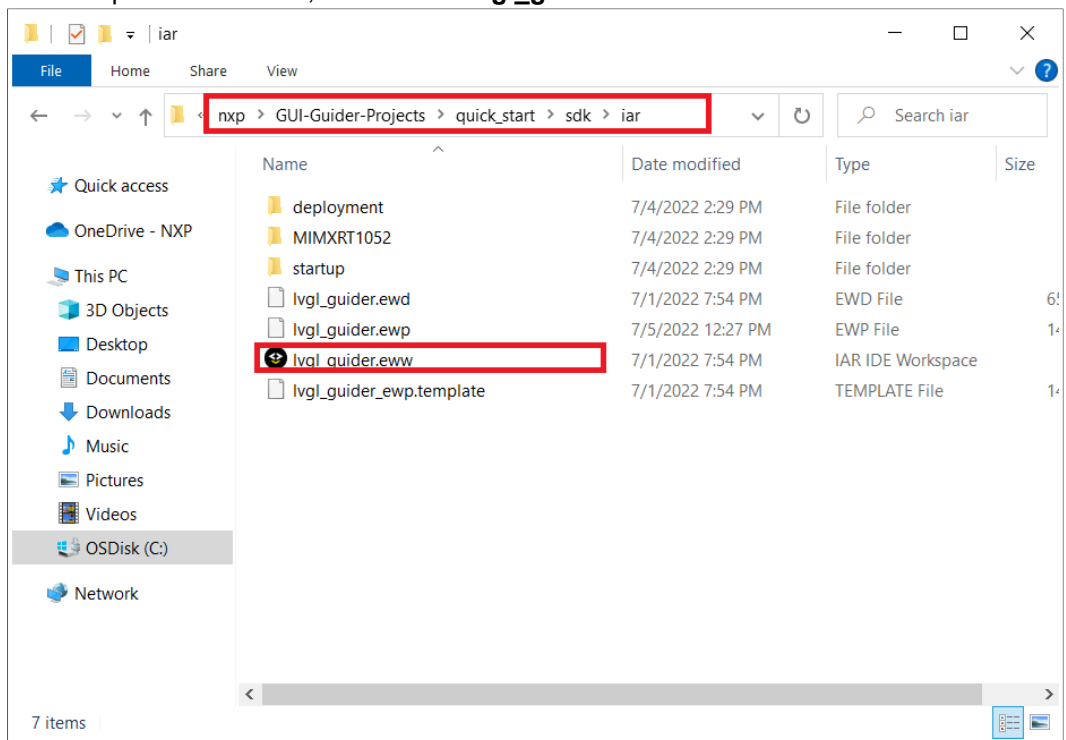 iar
File Home Share View
nxp > GUI-Guider-Projects > quick_start > sdk > iar
Search iar
Name Date modified Type Size
Quick access
OneDrive - NXP
This PC
3D Objects
Desktop
Documents
Downloads
Music
Pictures
Videos
OSDisk (C:)
Network
deployment 7/4/2022 2:29 PM File folder
MIMXRT1052 7/4/2022 2:29 PM File folder
startup 7/4/2022 2:29 PM File folder
lvgl_guider.ewd 7/1/2022 7:54 PM EWD File
lvgl_guider.ewp 7/5/2022 12:27 PM EWP File
lvgl_guider.eww 7/1/2022 7:54 PM IAR IDE Workspace
lvgl_guider_ewp.template 7/1/2022 7:54 PM TEMPLATE File
7 items